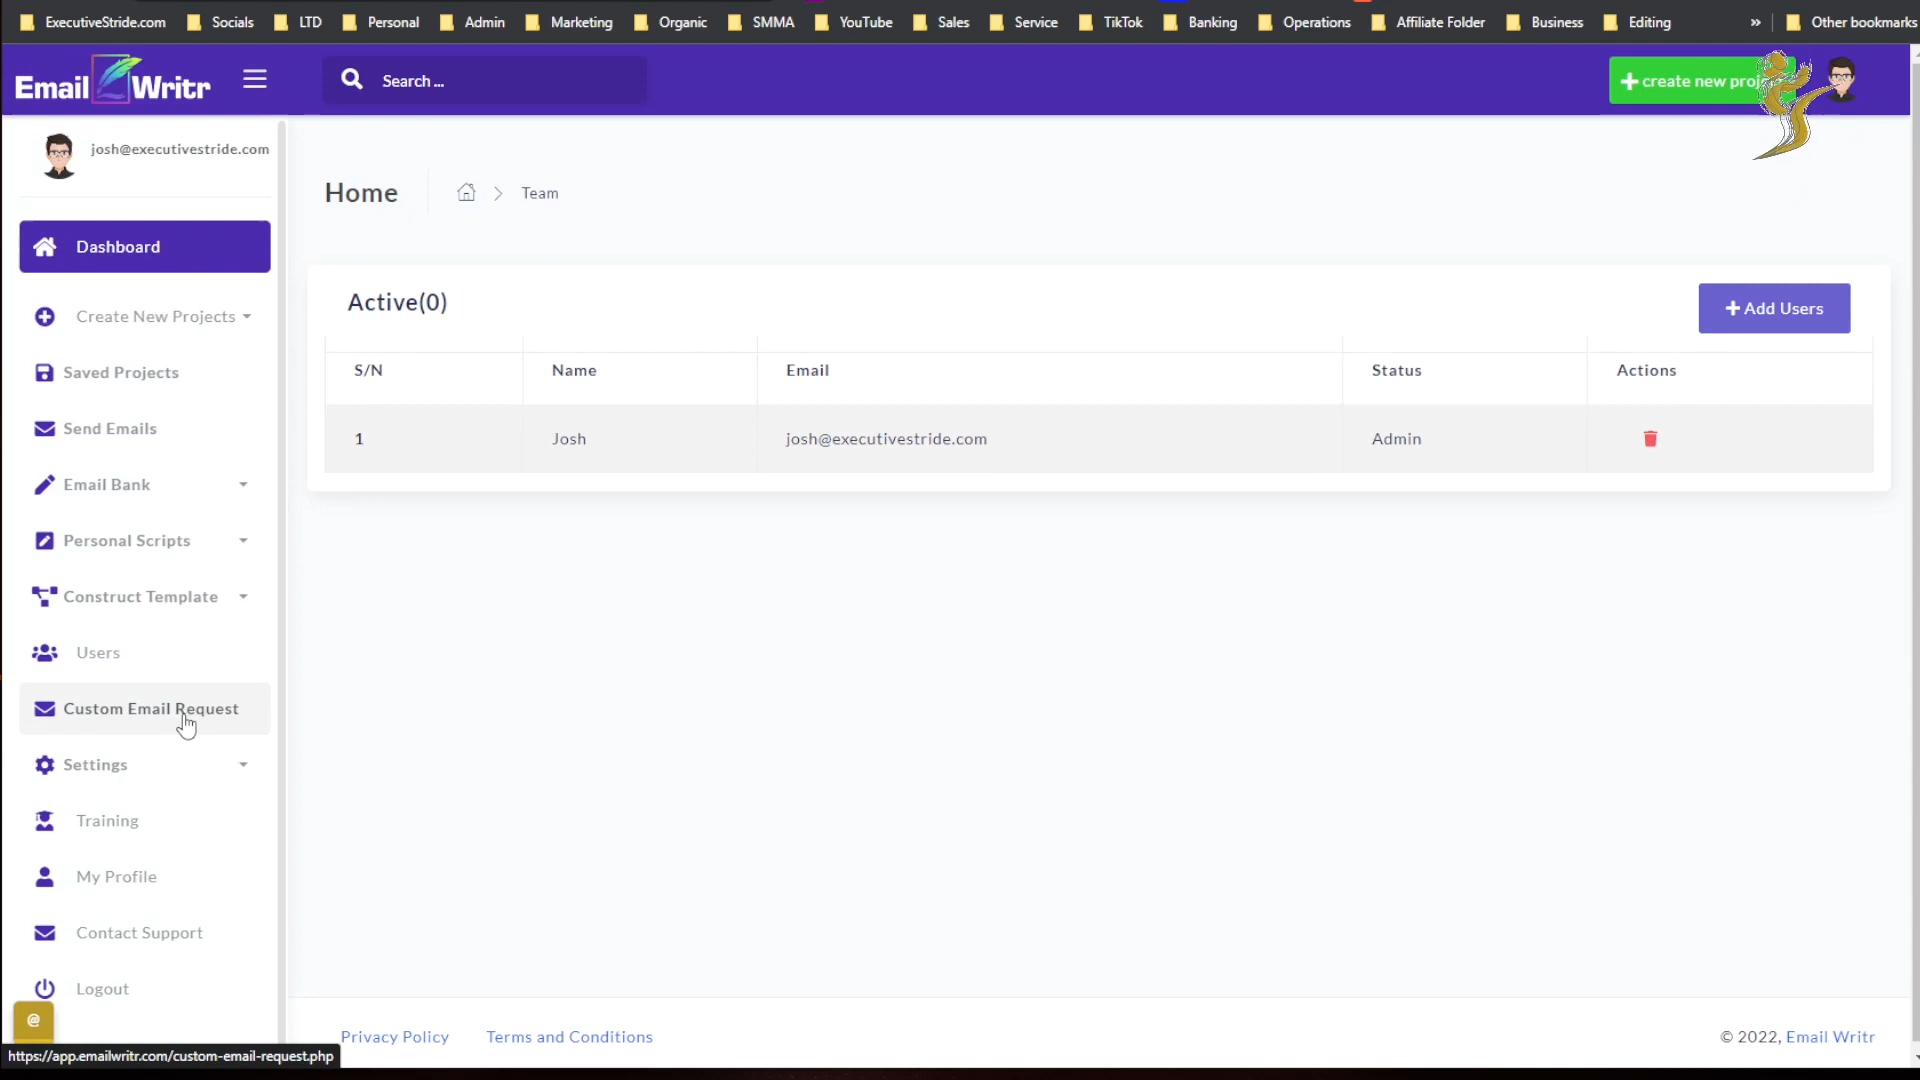 ExecutiveStride.com Socials LTD Personal Admin Marketing Organic SMMA YouTube Sales Service TikTok Banking Operations Affiliate Folder Business Editing » Other bookmarks
Email Writr
Search ...
create new proj
josh@executivestride.com
Home
Team
Dashboard
Create New Projects
Saved Projects
Send Emails
Email Bank
Personal Scripts
Construct Template
Users
Custom Email Request
Settings
Training
My Profile
Contact Support
Logout
@
Active(0)
Add Users
S/N Name Email Status Actions
1 Josh josh@executivestride.com Admin
Privacy Policy Terms and Conditions
© 2022, Email Writr
https://app.emailwritr.com/custom-email-request.php